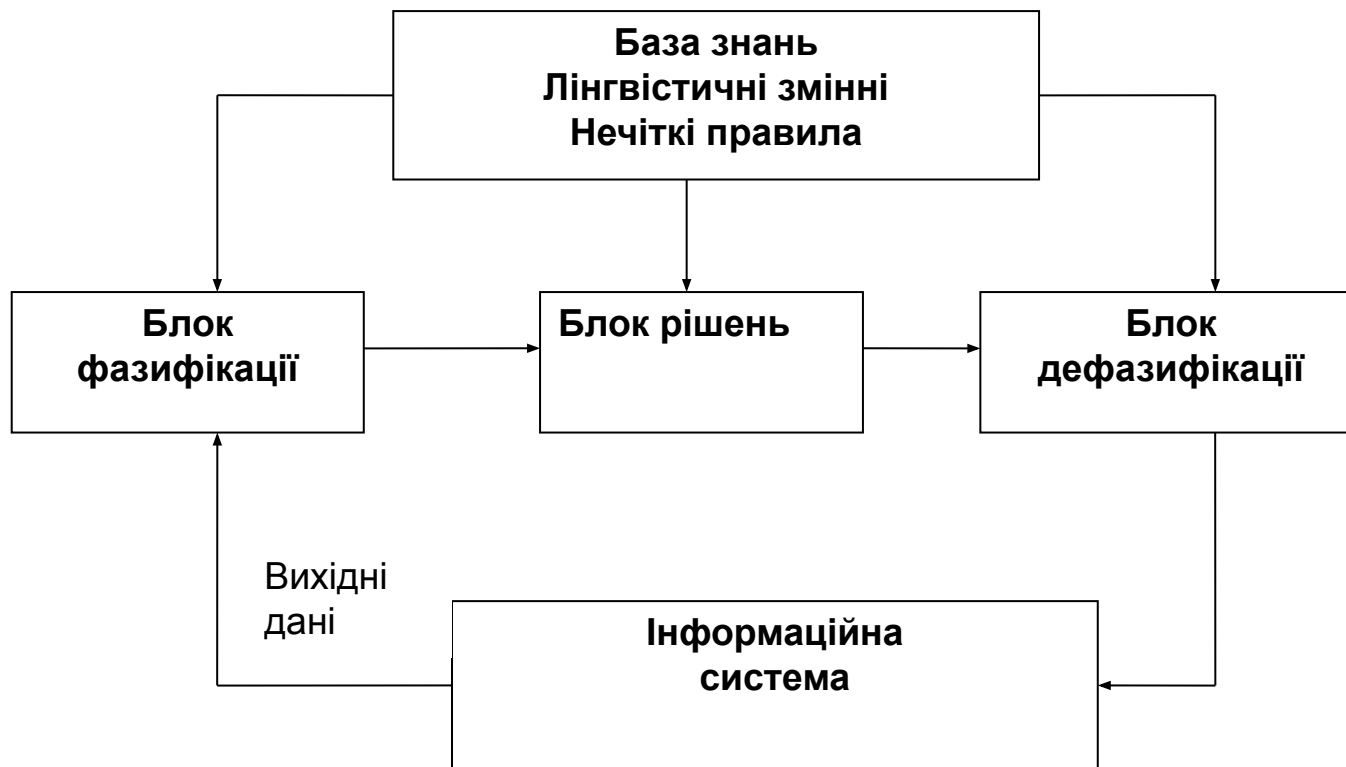 База знань
Лінгвістичні змінні
Нечіткі правила
Блок
фазифікації
Блок рішень
Блок
дефазифікації
Вихідні
дані
Інформаційна
система